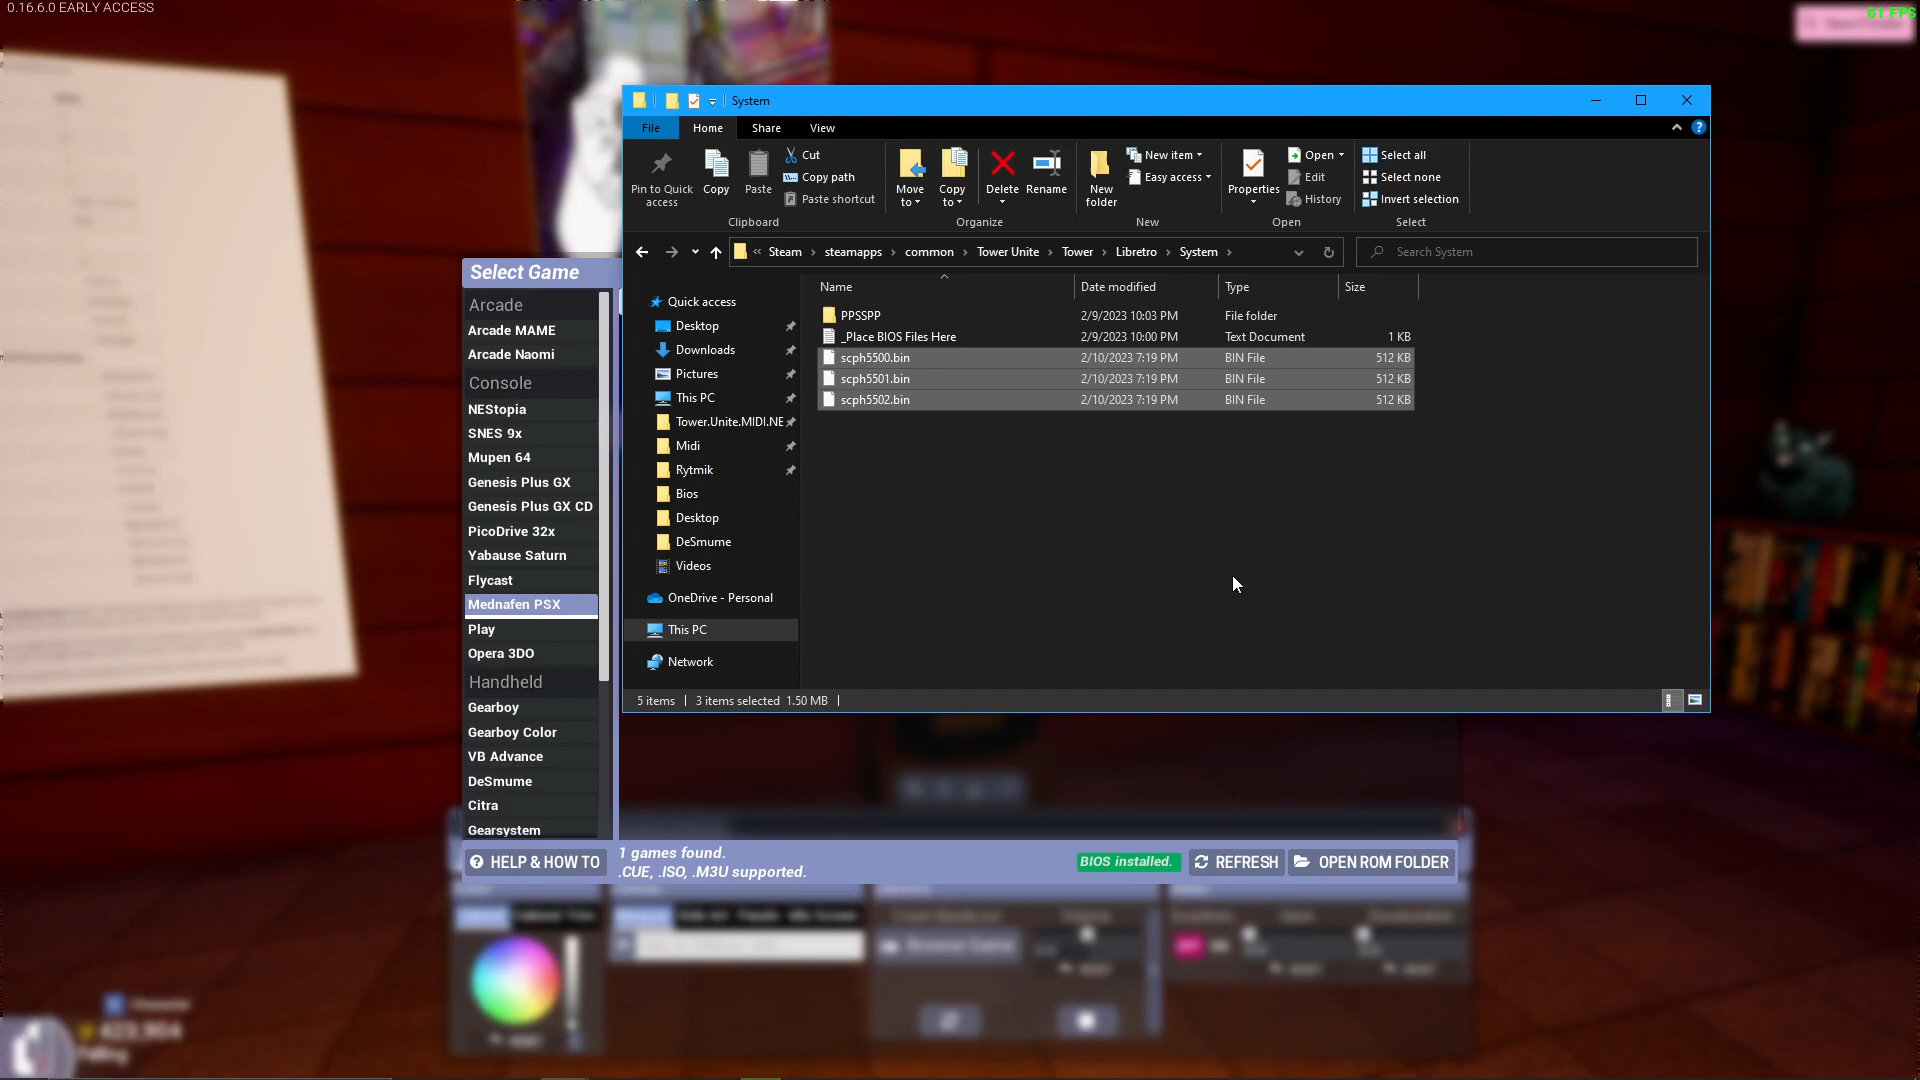 0.16.6.0 EARLY ACCESS
61 FPS
System
File
Home
Share
View
Pin to Quick access
Copy
Paste
Cut
Copy path
Paste shortcut
Clipboard
Move to
Copy to
Delete
Rename
Organize
New folder
New item
Easy access
New
Properties
Open
Edit
History
Open
Select all
Select none
Invert selection
Select
« Steam › steamapps › common › Tower Unite › Tower › Libretro › System ›
Search System
Quick access
Desktop
Downloads
Pictures
This PC
Tower.Unite.MIDI.NE
Midi
Rytmik
Bios
Desktop
DeSmume
Videos
OneDrive - Personal
This PC
Network
Name Date modified Type Size
PPSSPP 2/9/2023 10:03 PM File folder
_Place BIOS Files Here 2/9/2023 10:00 PM Text Document 1 KB
scph5500.bin 2/10/2023 7:19 PM BIN File 512 KB
scph5501.bin 2/10/2023 7:19 PM BIN File 512 KB
scph5502.bin 2/10/2023 7:19 PM BIN File 512 KB
5 items 3 items selected 1.50 MB
Select Game
Arcade
Arcade MAME
Arcade Naomi
Console
NEStopia
SNES 9x
Mupen 64
Genesis Plus GX
Genesis Plus GX CD
PicoDrive 32x
Yabause Saturn
Flycast
Mednafen PSX
Play
Opera 3DO
Handheld
Gearboy
Gearboy Color
VB Advance
DeSmume
Citra
Gearsystem
HELP & HOW TO
1 games found.
.CUE, .ISO, .M3U supported.
BIOS installed.
REFRESH
OPEN ROM FOLDER